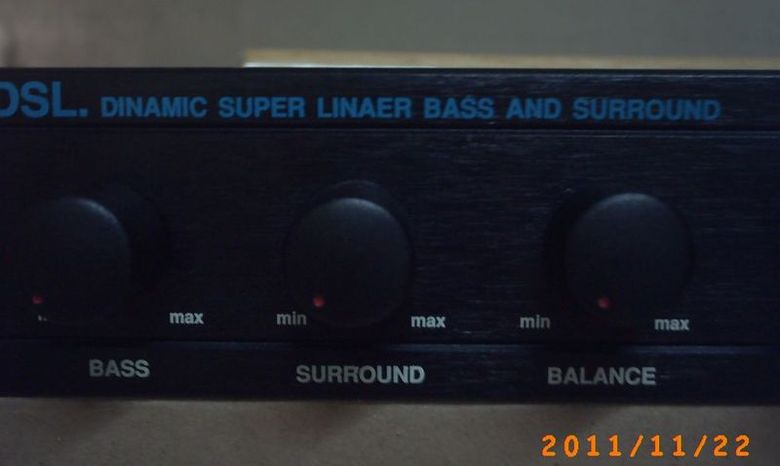 DSL. DINAMIC SUPER LINAER BASS AND SURROUND
max min max min max
BASS SURROUND BALANCE
2011/11/22